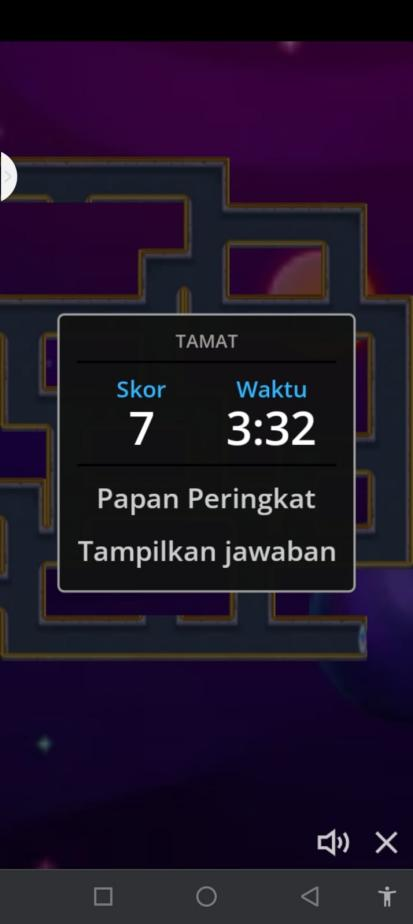 TAMAT
Skor Waktu
7 3:32
Papan Peringkat
Tampilkan jawaban